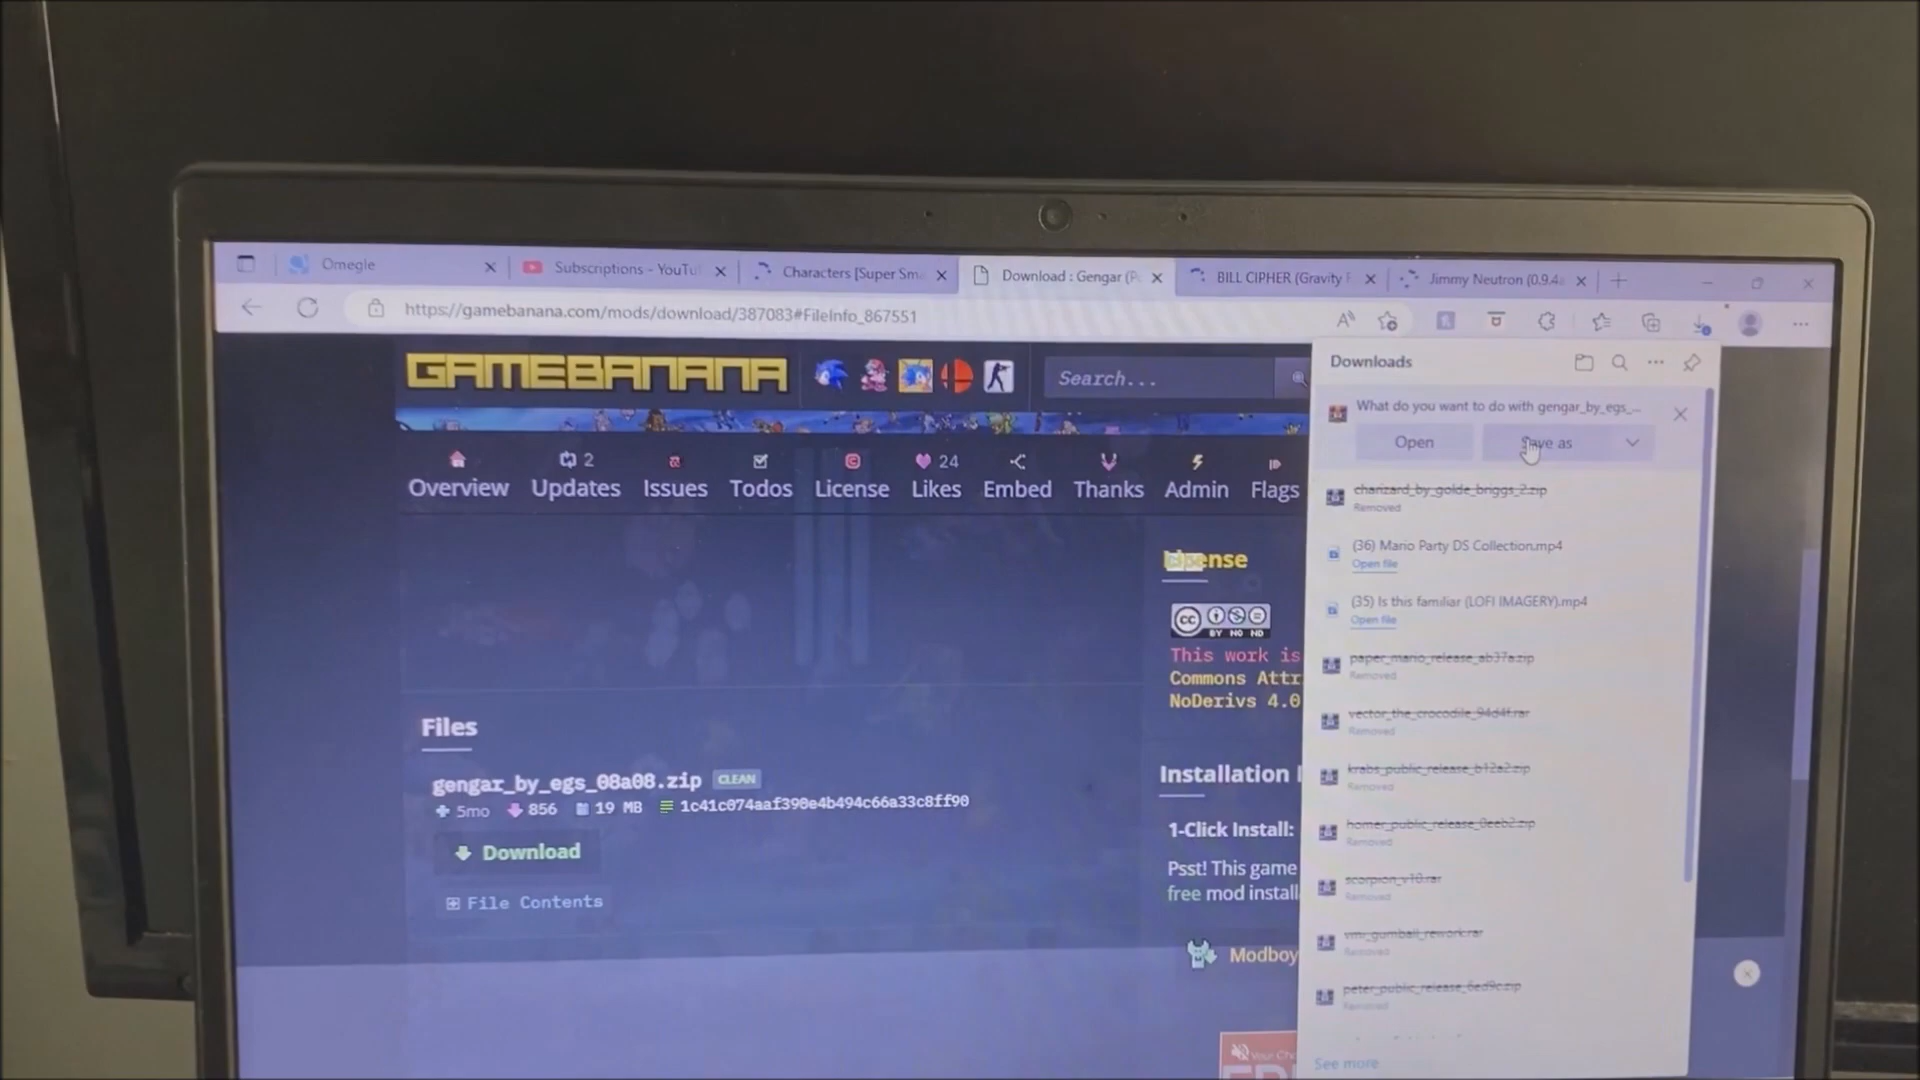 Omegle
Subscriptions - YouTu
Characters [Super Sm
Download : Gengar (P
BILL CIPHER (Gravity F
Jimmy Neutron (0.9.4
https://gamebanana.com/mods/download/387083#FileInfo_867551
GAMEBANANA
Search...
Overview
2
Updates
Issues
Todos
License
24
Likes
Embed
Thanks
Admin
Flags
Files
gengar_by_egs_08a08.zip CLEAN
5mo 856 19 MB 1c41c074aaf390e4b494c66a33c8ff90
Download
File Contents
License
CC BY NC ND
This work is
Commons Attr
NoDerivs 4.0
Installation
1-Click Install:
Psst! This game
free mod install
Modboy
Downloads
What do you want to do with gengar_by_egs_...
Open
Save as
charizard_by_golde_briggs_2.zip
Removed
(36) Mario Party DS Collection.mp4
Open file
(35) Is this familiar (LOFI IMAGERY).mp4
Open file
paper_mario_release_ab37a.zip
Removed
vector_the_crocodile_94d4f.rar
Removed
krabs_public_release_b12a2.zip
Removed
homer_public_release_0eeb2.zip
Removed
scorpion_v10.rar
Removed
vmr_gumball_rework.rar
Removed
peter_public_release_6ed9c.zip
Removed
See more